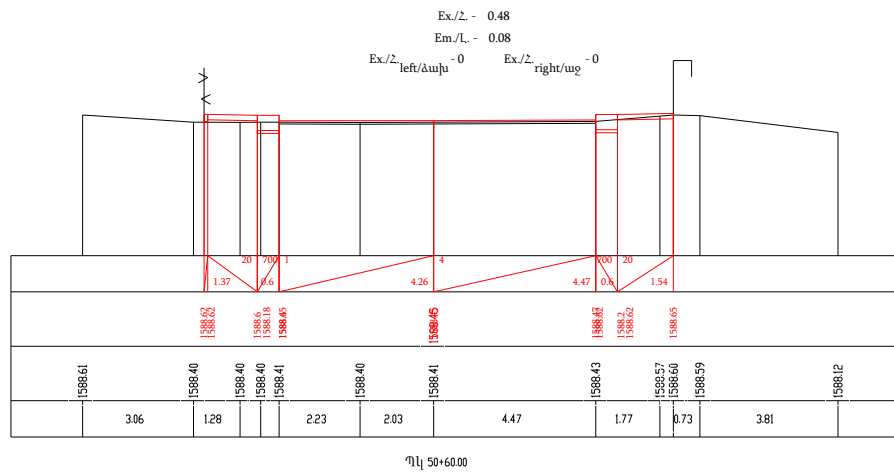 Ex./Հ. - 0.48
Em./Լ. - 0.08
Ex./Հ. left/ձախ - 0 Ex./Հ. right/աջ - 0
20 700 1 4 700 20
1.37 0.6 4.26 4.47 0.6 1.54
1588.62 1588.62 1588.6 1588.18 1588.45 1588.47 1588.62 1588.2 1588.62 1588.65
1588.61 1588.40 1588.40 1588.40 1588.41 1588.40 1588.41 1588.43 1588.57 1588.60 1588.59 1588.12
3.06 1.28 2.23 2.03 4.47 1.77 0.73 3.81
Պկ 50+60.00